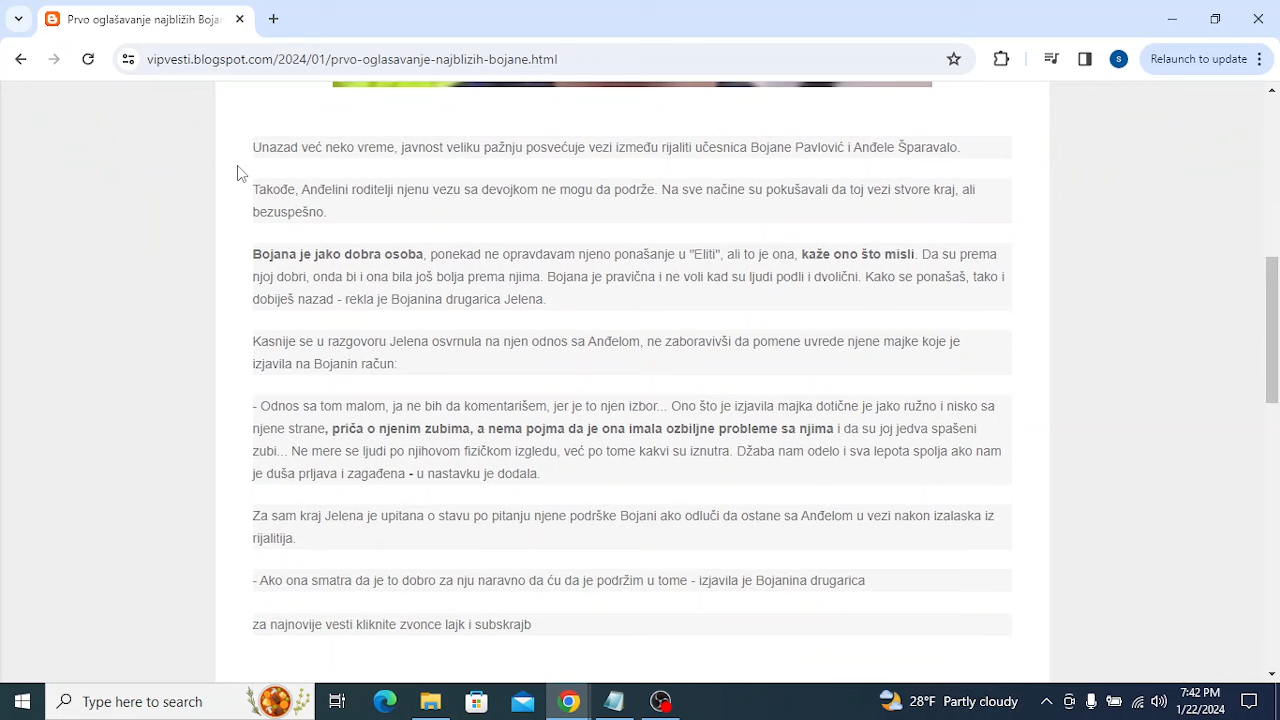 Prvo oglašavanje najbližih Bojan
vipvesti.blogspot.com/2024/01/prvo-oglasavanje-najblizih-bojane.html
S
Relaunch to update
Unazad već neko vreme, javnost veliku pažnju posvećuje vezi između rijaliti učesnica Bojane Pavlović i Anđele Šparavalo.
Takođe, Anđelini roditelji njenu vezu sa devojkom ne mogu da podrže. Na sve načine su pokušavali da toj vezi stvore kraj, ali
bezuspešno.
Bojana je jako dobra osoba, ponekad ne opravdavam njeno ponašanje u "Eliti", ali to je ona, kaže ono što misli. Da su prema
njoj dobri, onda bi i ona bila još bolja prema njima. Bojana je pravična i ne voli kad su ljudi podli i dvolični. Kako se ponašaš, tako i
dobiješ nazad - rekla je Bojanina drugarica Jelena.
Kasnije se u razgovoru Jelena osvrnula na njen odnos sa Anđelom, ne zaboravivši da pomene uvrede njene majke koje je
izjavila na Bojanin račun:
- Odnos sa tom malom, ja ne bih da komentarišem, jer je to njen izbor... Ono što je izjavila majka dotične je jako ružno i nisko sa
njene strane, priča o njenim zubima, a nema pojma da je ona imala ozbiljne probleme sa njima i da su joj jedva spašeni
zubi... Ne mere se ljudi po njihovom fizičkom izgledu, već po tome kakvi su iznutra. Džaba nam odelo i sva lepota spolja ako nam
je duša prljava i zagađena - u nastavku je dodala.
Za sam kraj Jelena je upitana o stavu po pitanju njene podrške Bojani ako odluči da ostane sa Anđelom u vezi nakon izalaska iz
rijalitija.
- Ako ona smatra da je to dobro za nju naravno da ću da je podržim u tome - izjavila je Bojanina drugarica
za najnovije vesti kliknite zvonce lajk i subskrajb
Type here to search
28°F Partly cloudy
7:42 PM
1/22/2024